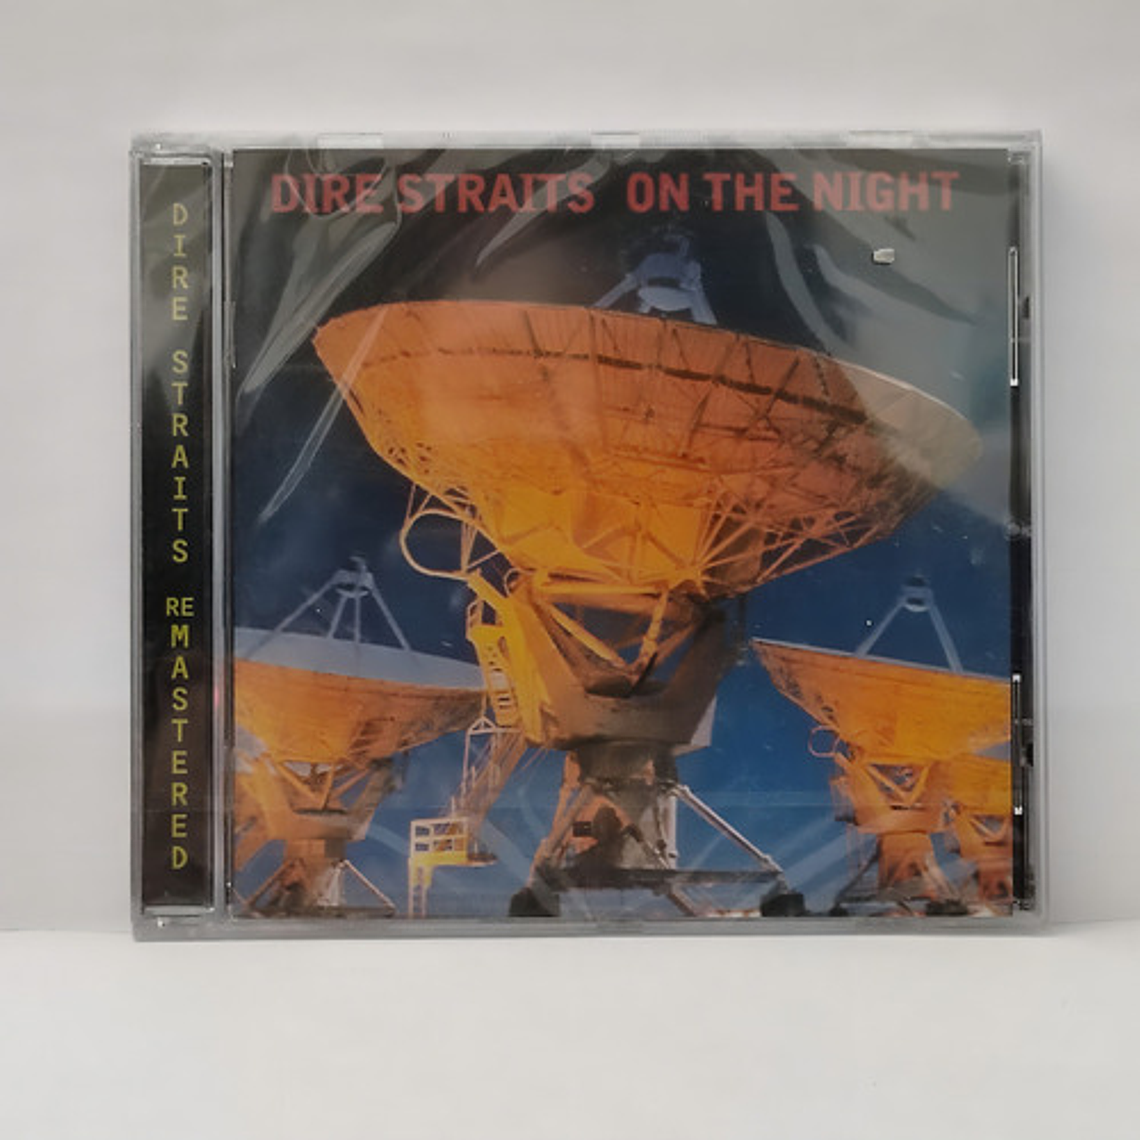 DIRE STRAITS ON THE NIGHT
DIRE STRAITS REMASTERED